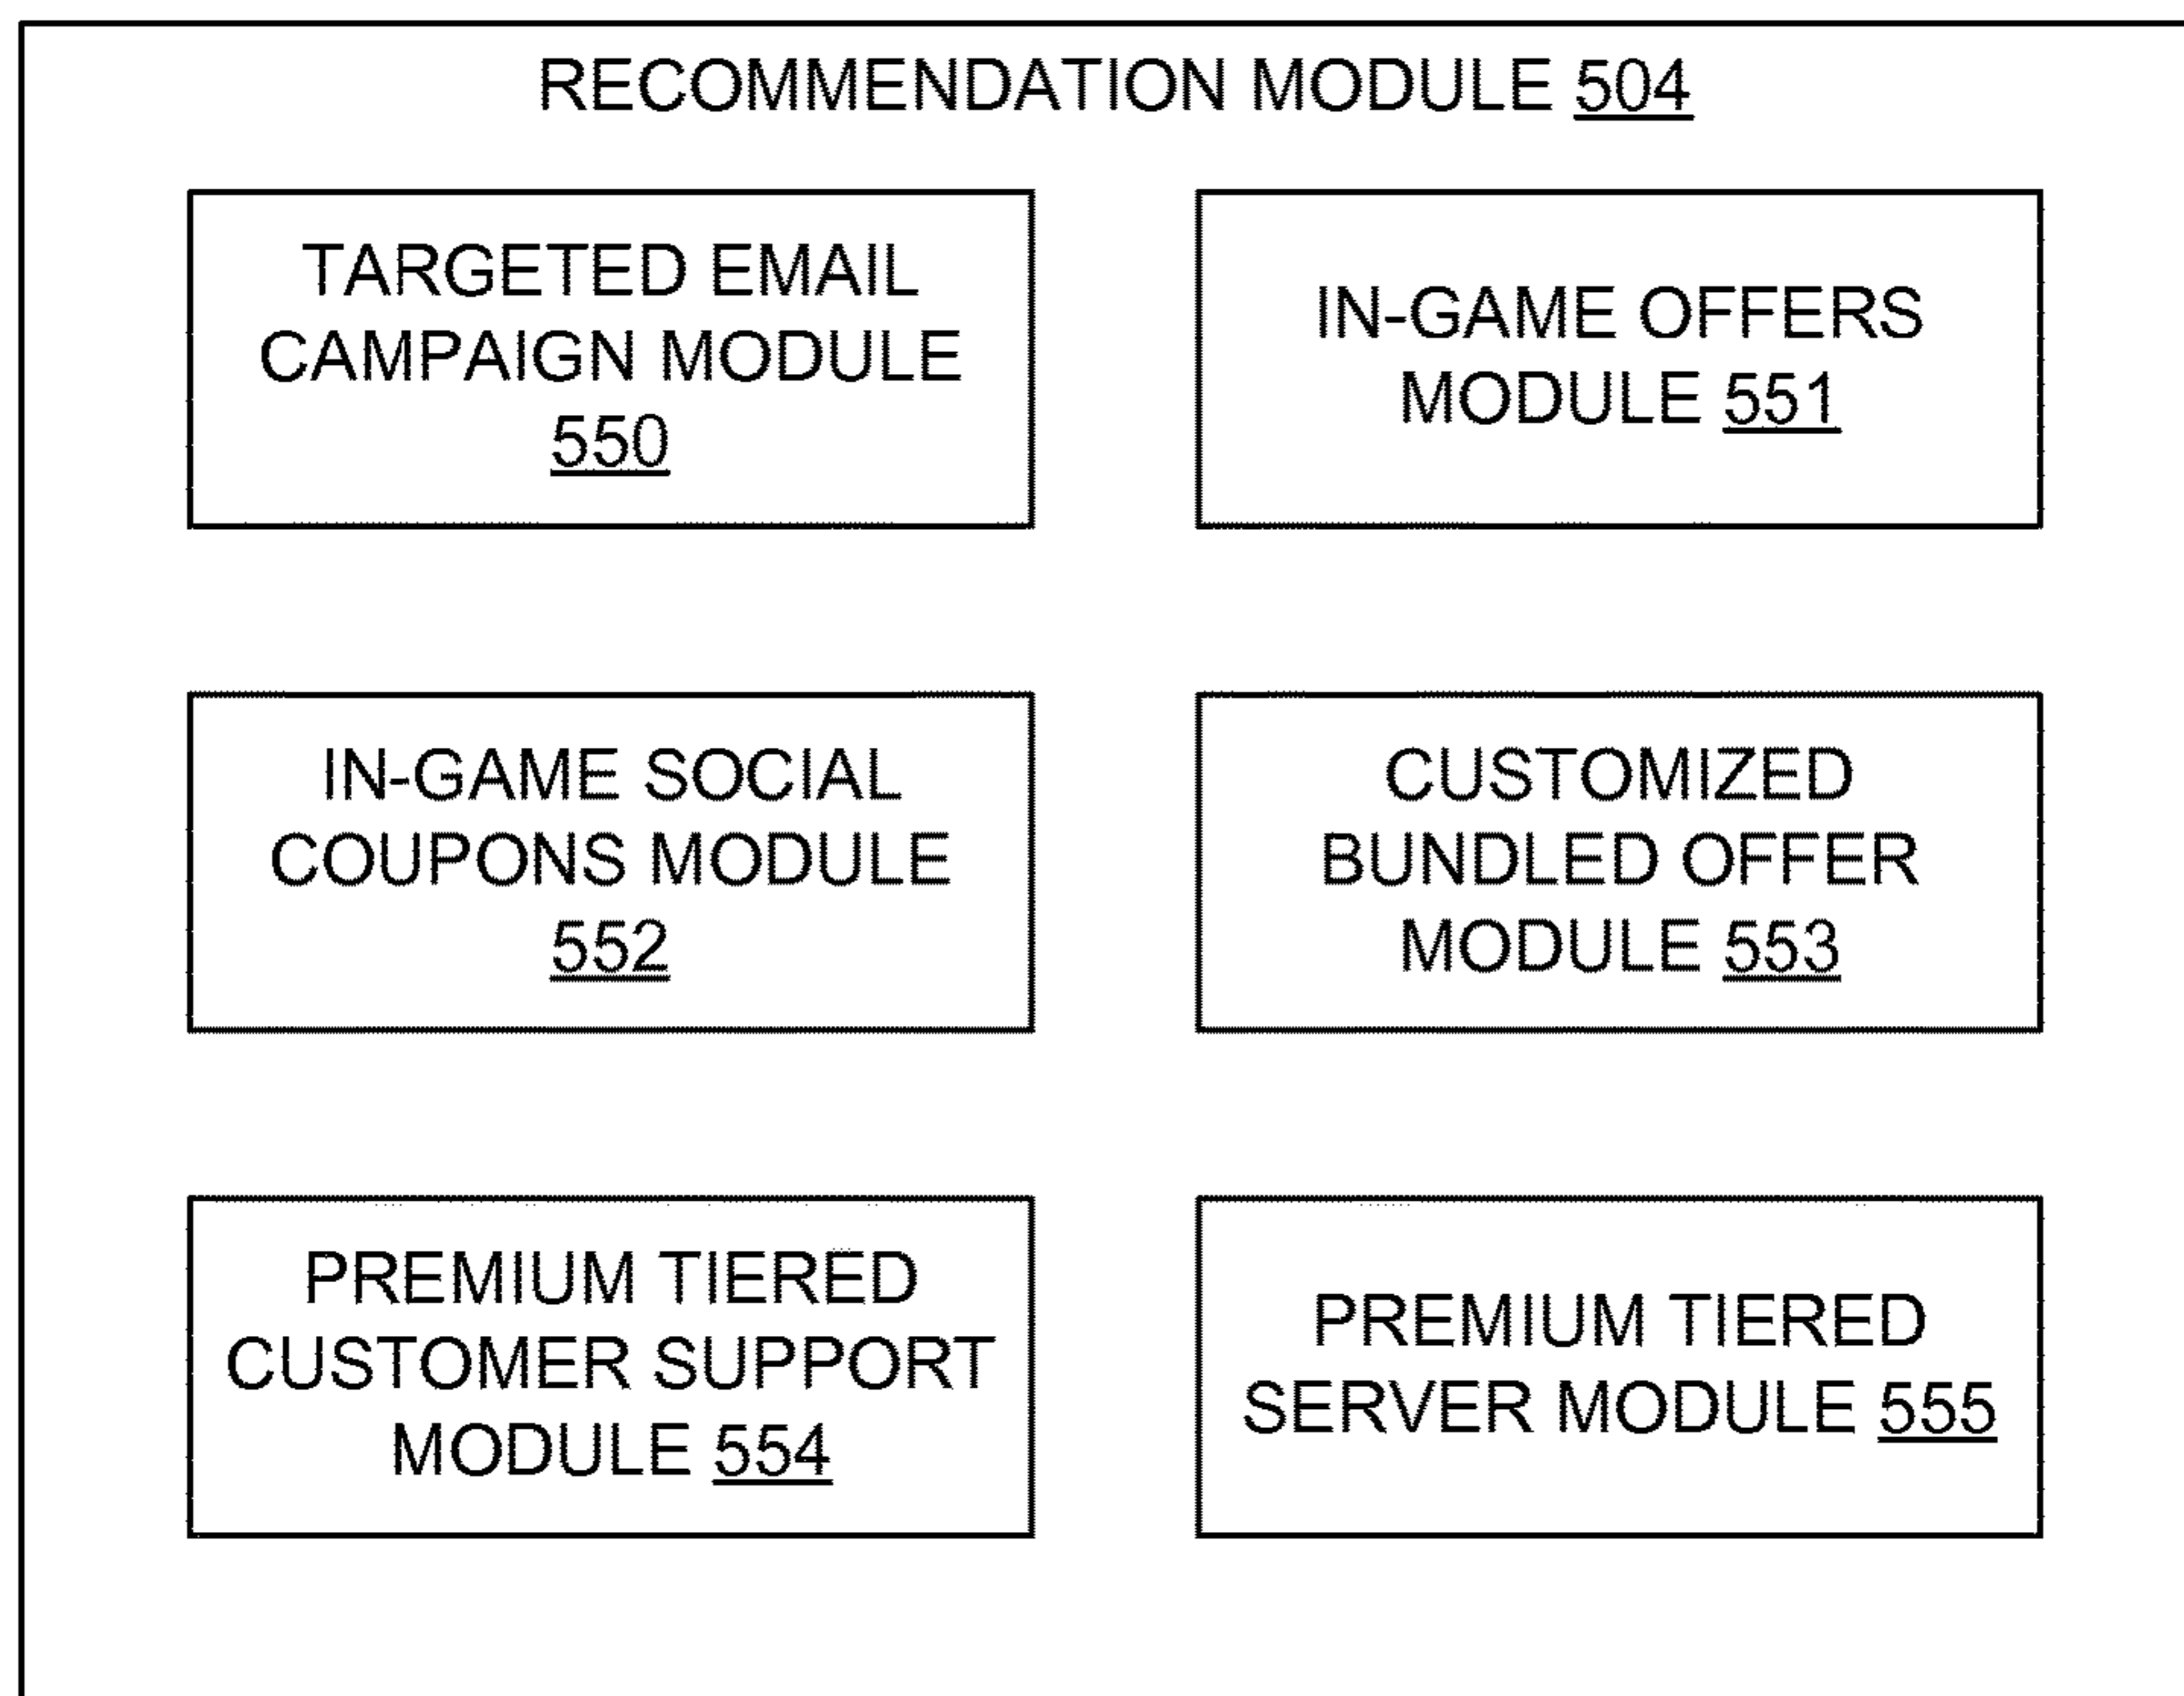 RECOMMENDATION MODULE 504
TARGETED EMAIL
CAMPAIGN MODULE
550
IN-GAME OFFERS
MODULE 551
IN-GAME SOCIAL
COUPONS MODULE
552
CUSTOMIZED
BUNDLED OFFER
MODULE 553
PREMIUM TIERED
CUSTOMER SUPPORT
MODULE 554
PREMIUM TIERED
SERVER MODULE 555